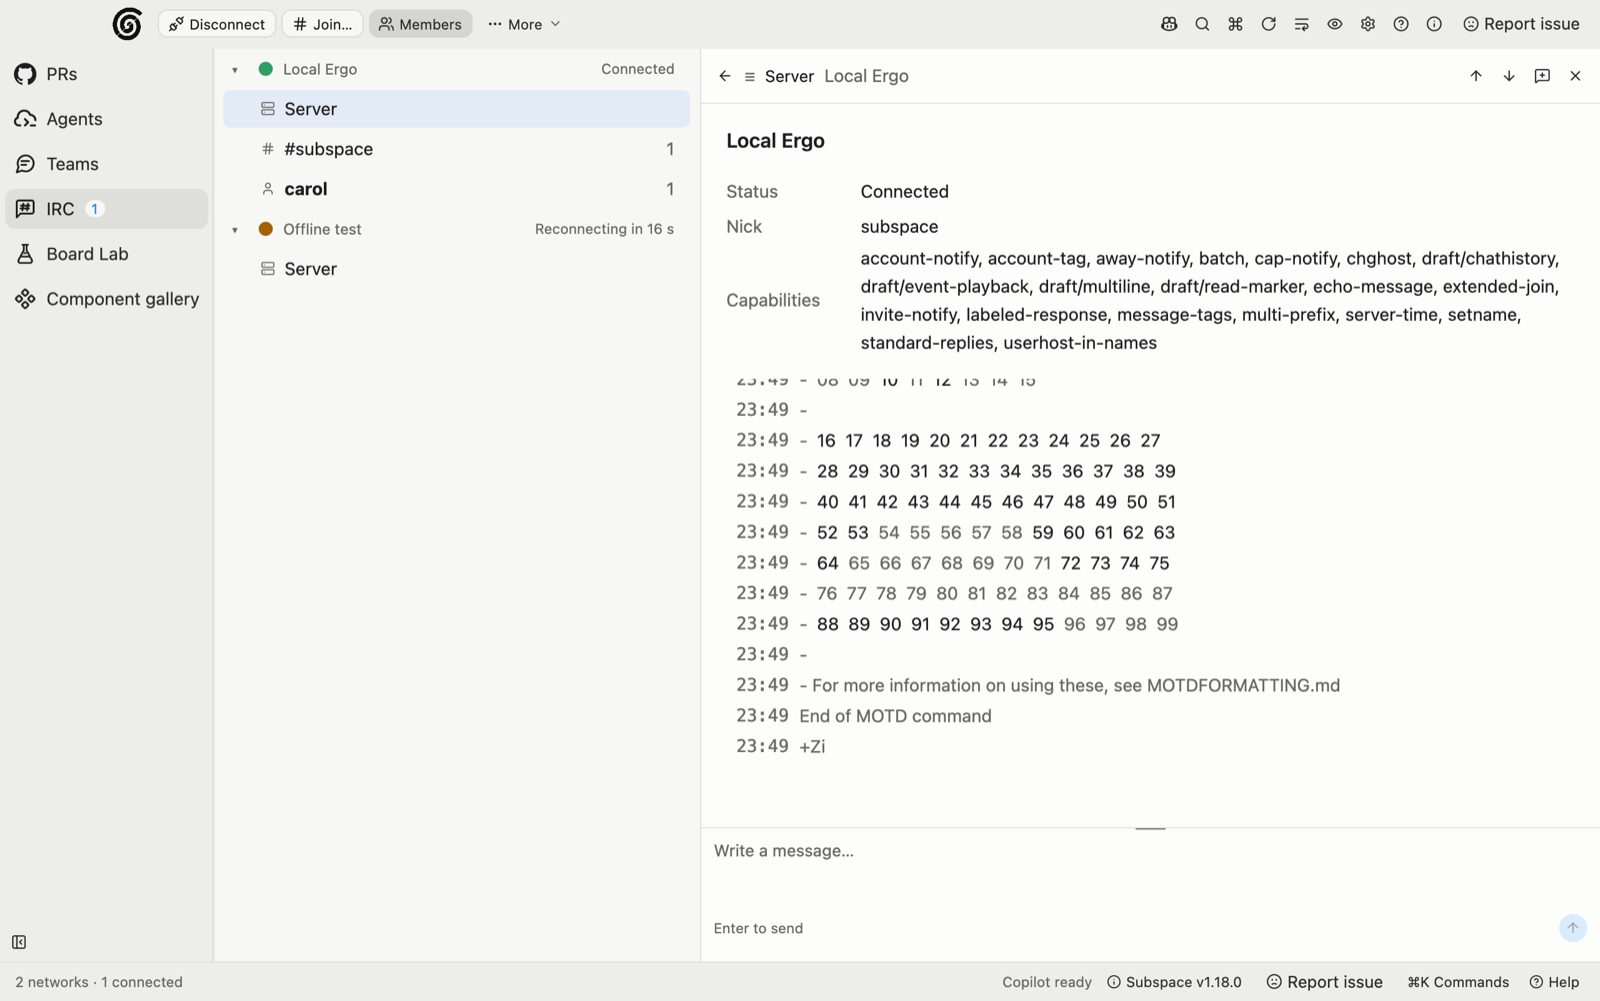 Disconnect
Join...
Members
More
Report issue
PRs
Agents
Teams
IRC 1
Board Lab
Component gallery
Local Ergo Connected
Server
# #subspace 1
carol 1
Offline test Reconnecting in 16 s
Server
Server Local Ergo
Local Ergo
Status Connected
Nick subspace
Capabilities
account-notify, account-tag, away-notify, batch, cap-notify, chghost, draft/chathistory,
draft/event-playback, draft/multiline, draft/read-marker, echo-message, extended-join,
invite-notify, labeled-response, message-tags, multi-prefix, server-time, setname,
standard-replies, userhost-in-names
23:49 - 08 09 10 11 12 13 14 15
23:49 -
23:49 - 16 17 18 19 20 21 22 23 24 25 26 27
23:49 - 28 29 30 31 32 33 34 35 36 37 38 39
23:49 - 40 41 42 43 44 45 46 47 48 49 50 51
23:49 - 52 53 54 55 56 57 58 59 60 61 62 63
23:49 - 64 65 66 67 68 69 70 71 72 73 74 75
23:49 - 76 77 78 79 80 81 82 83 84 85 86 87
23:49 - 88 89 90 91 92 93 94 95 96 97 98 99
23:49 -
23:49 - For more information on using these, see MOTDFORMATTING.md
23:49 End of MOTD command
23:49 +Zi
Write a message...
Enter to send
2 networks · 1 connected
Copilot ready
Subspace v1.18.0
Report issue
⌘K Commands
Help